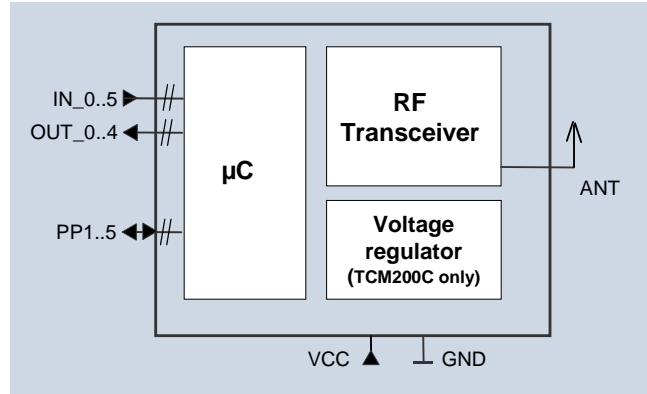 IN_0..5
OUT_0..4
PP1..5
µC
RF
Transceiver
ANT
Voltage
regulator
(TCM200C only)
VCC
GND